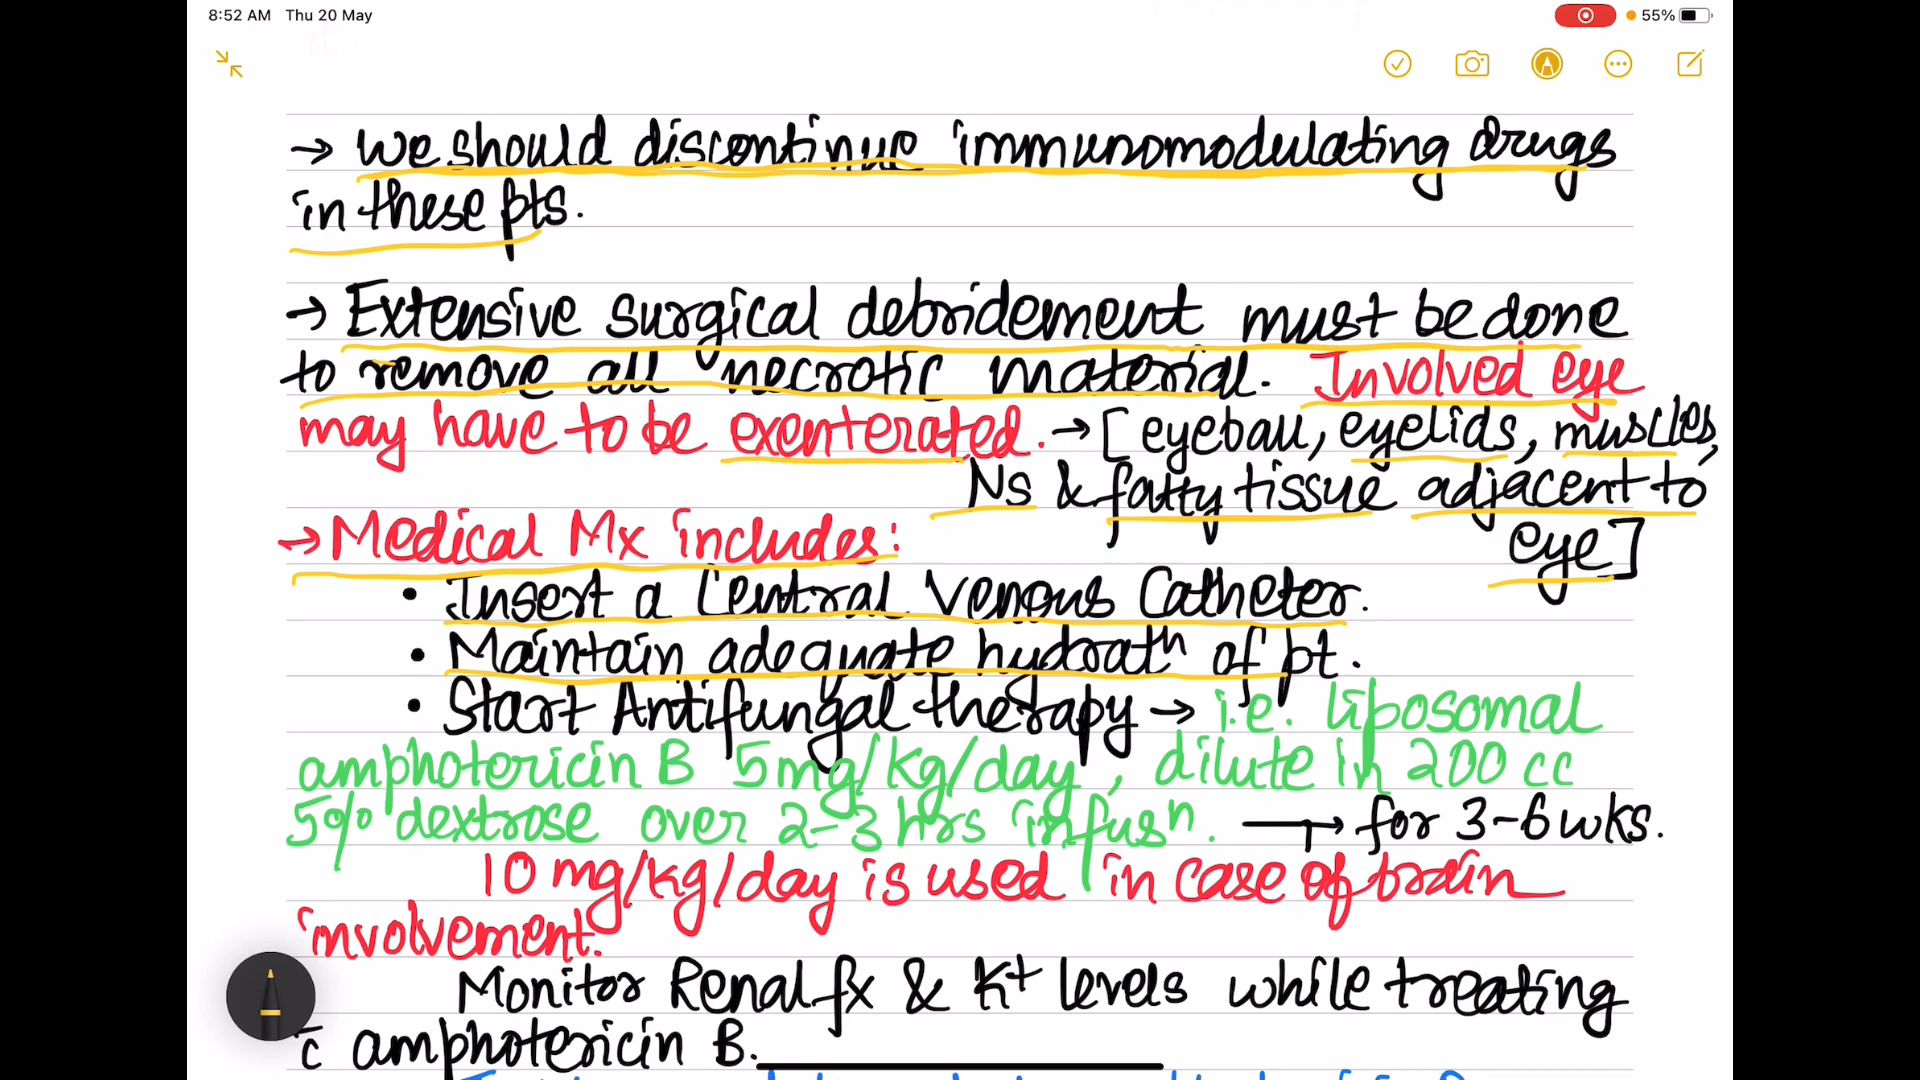 8:52 AM Thu 20 May
55%
→ We should discontinue immunomodulating drugs
in these pts.
→ Extensive surgical debridement must be done
to remove all necrotic material. Involved eye
may have to be exenterated. → [eyeball, eyelids, muscles,
Ns & fatty tissue adjacent to
eye]
→ Medical Mx includes:
• Insert a Central Venous Catheter.
• Maintain adequate hydratⁿ of pt.
• Start Antifungal therapy → i.e. liposomal
amphotericin B 5mg/kg/day, dilute in 200 cc
5% dextrose over 2-3 hrs infusⁿ. → for 3-6 wks.
10 mg/kg/day is used in case of brain
involvement.
Monitor Renal fx & K+ levels while treating
c̄ amphotericin B.